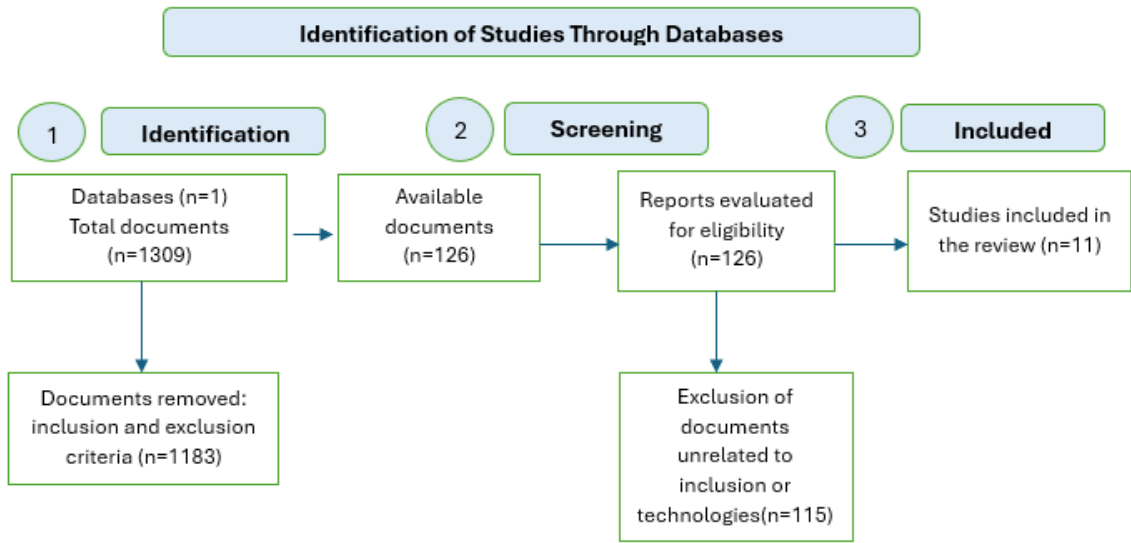 Identification of Studies Through Databases
1
Identification
2
Screening
3
Included
Databases (n=1)
Total documents
(n=1309)
Available
documents
(n=126)
Reports evaluated
for eligibility
(n=126)
Studies included in
the review (n=11)
Documents removed:
inclusion and exclusion
criteria (n=1183)
Exclusion of
documents
unrelated to
inclusion or
technologies(n=115)